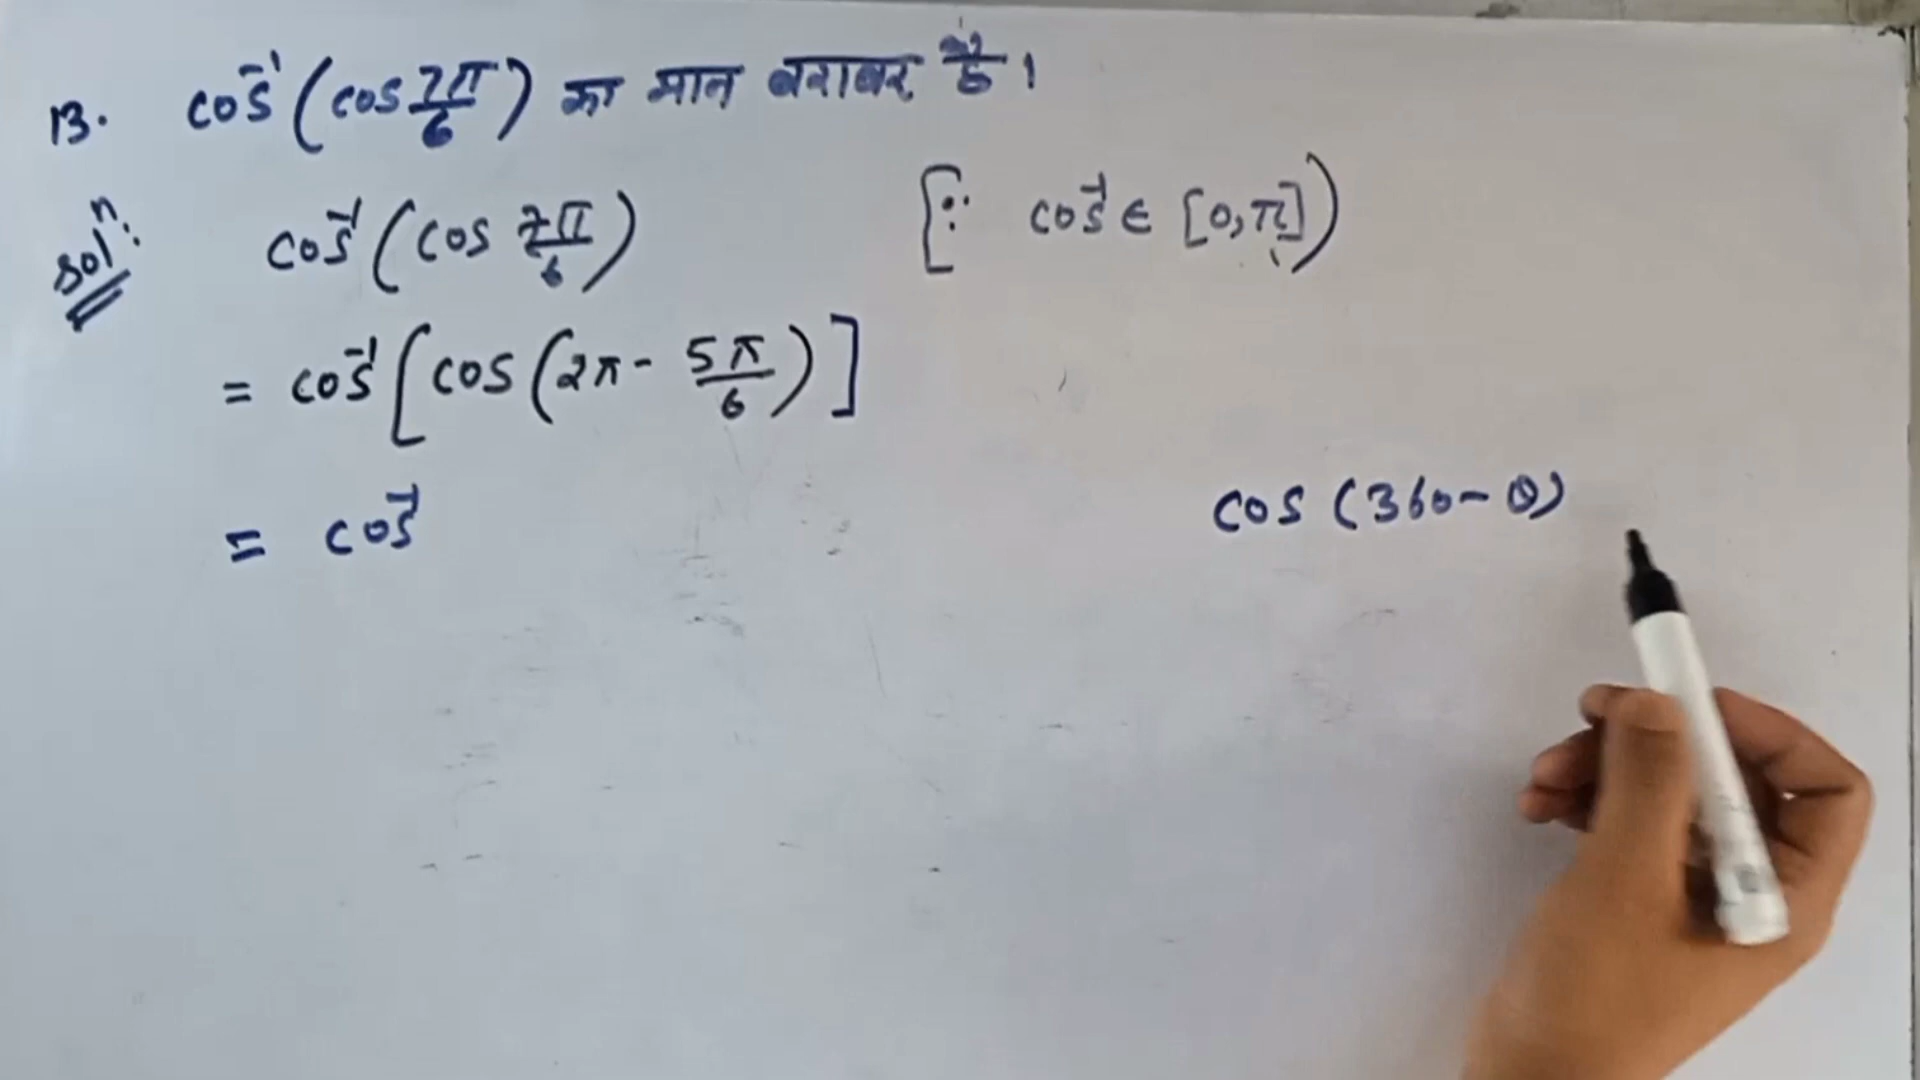 13. cos⁻¹(cos 7π/6) का मान बराबर है।
solⁿ: cos⁻¹(cos 7π/6) [∵ cos⁻¹ ∈ [0, π])
= cos⁻¹[cos(2π - 5π/6)]
= cos⁻¹
cos (360 - θ)